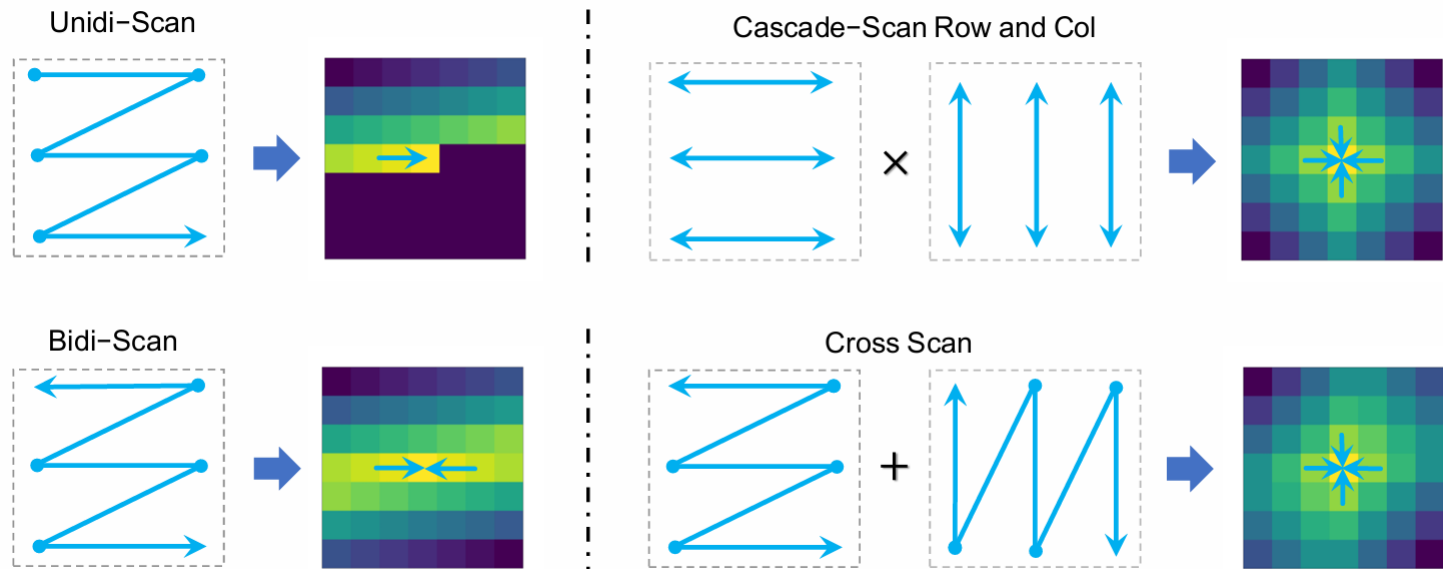 Unidi−Scan
Cascade−Scan Row and Col
×
Bidi−Scan
Cross Scan
+